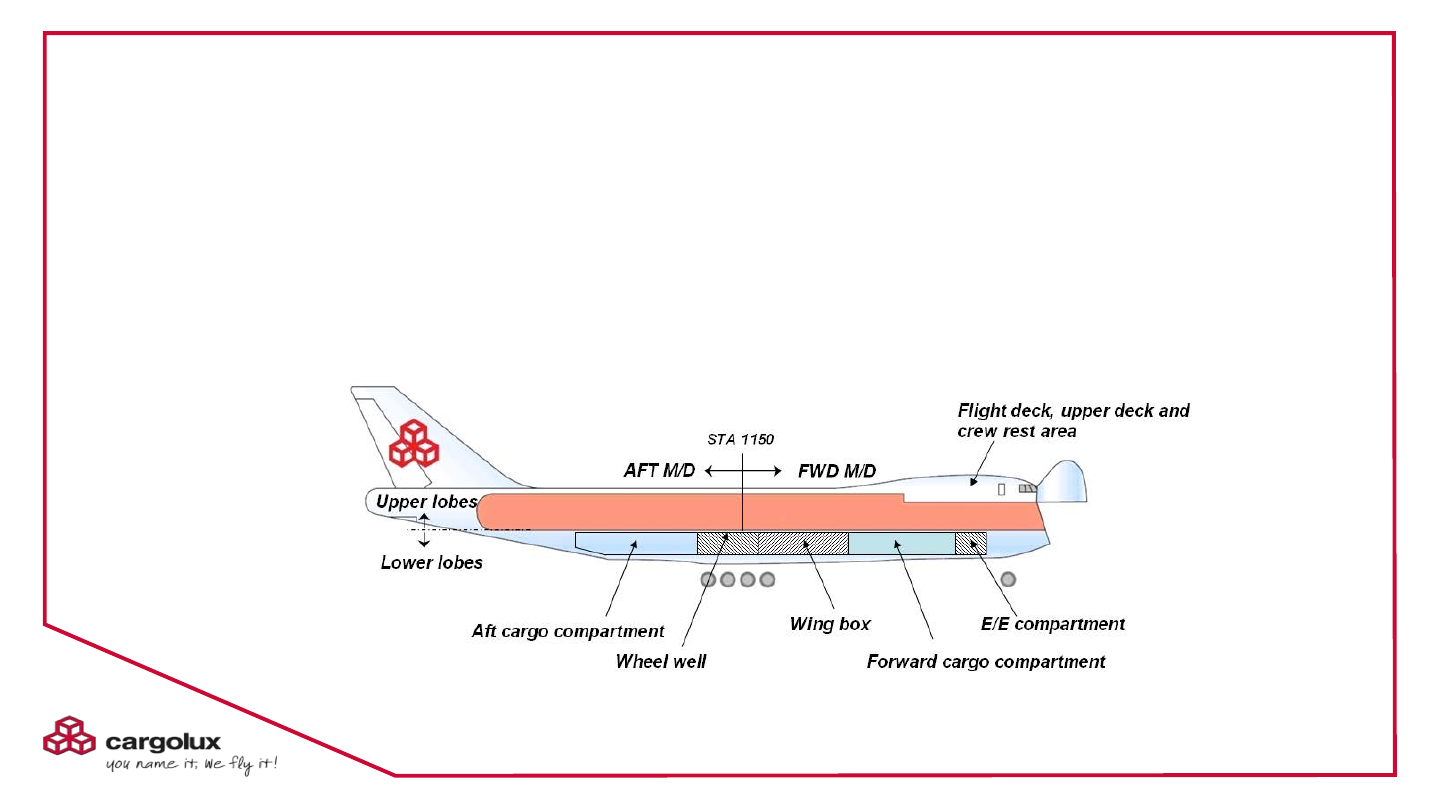 Flight deck, upper deck and
crew rest area
STA 1150
AFT M/D
FWD M/D
Upper lobes
Lower lobes
Aft cargo compartment
Wheel well
Wing box
Forward cargo compartment
E/E compartment
cargolux
you name it, we fly it!